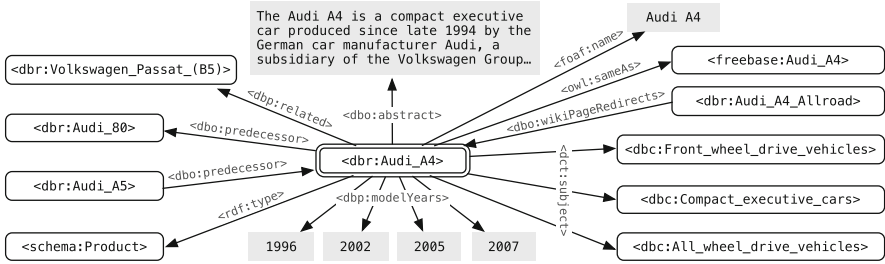 The Audi A4 is a compact executive
car produced since late 1994 by the
German car manufacturer Audi, a
subsidiary of the Volkswagen Group…
Audi A4
<foaf:name>
<dbr:Volkswagen_Passat_(B5)>
<freebase:Audi_A4>
<owl:sameAs>
<dbp:related>
<dbo:abstract>
<dbo:wikiPageRedirects>
<dbr:Audi_A4_Allroad>
<dbr:Audi_80>
<dbo:predecessor>
<dbr:Audi_A4>
<dbc:Front_wheel_drive_vehicles>
<dbr:Audi_A5>
<dbo:predecessor>
<dct:subject>
<dbp:modelYears>
<dbc:Compact_executive_cars>
<rdf:type>
<schema:Product>
1996
2002
2005
2007
<dbc:All_wheel_drive_vehicles>